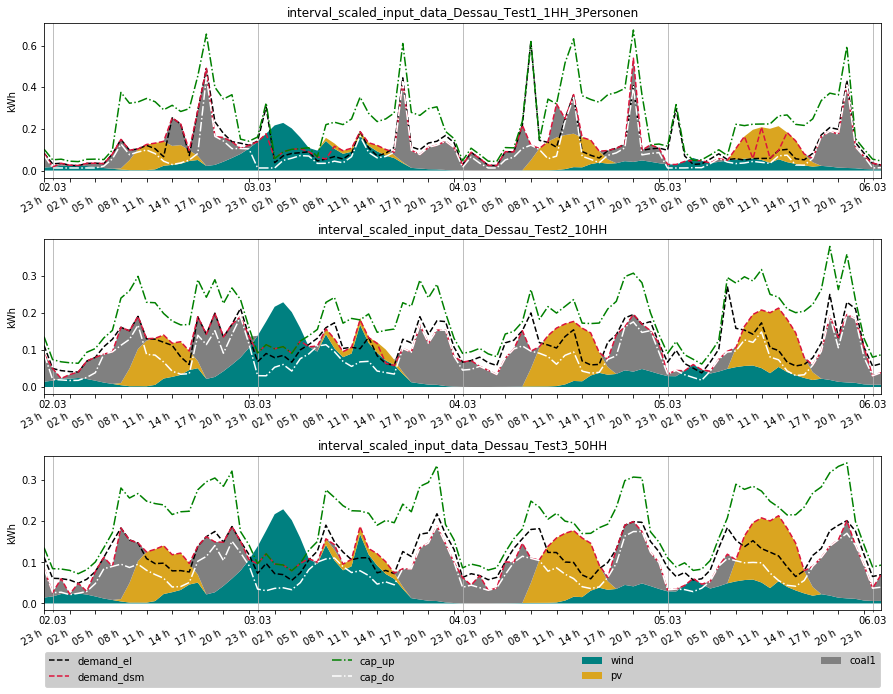 interval_scaled_input_data_Dessau_Test1_1HH_3Personen
kWh
0.6
0.4
0.2
0.0
02.03 03.03 04.03 05.03 06.03
23 h 02 h 05 h 08 h 11 h 14 h 17 h 20 h 23 h 02 h 05 h 08 h 11 h 14 h 17 h 20 h 23 h 02 h 05 h 08 h 11 h 14 h 17 h 20 h 23 h 02 h 05 h 08 h 11 h 14 h 17 h 20 h 23 h
interval_scaled_input_data_Dessau_Test2_10HH
kWh
0.3
0.2
0.1
0.0
02.03 03.03 04.03 05.03 06.03
23 h 02 h 05 h 08 h 11 h 14 h 17 h 20 h 23 h 02 h 05 h 08 h 11 h 14 h 17 h 20 h 23 h 02 h 05 h 08 h 11 h 14 h 17 h 20 h 23 h 02 h 05 h 08 h 11 h 14 h 17 h 20 h 23 h
interval_scaled_input_data_Dessau_Test3_50HH
kWh
0.3
0.2
0.1
0.0
02.03 03.03 04.03 05.03 06.03
23 h 02 h 05 h 08 h 11 h 14 h 17 h 20 h 23 h 02 h 05 h 08 h 11 h 14 h 17 h 20 h 23 h 02 h 05 h 08 h 11 h 14 h 17 h 20 h 23 h 02 h 05 h 08 h 11 h 14 h 17 h 20 h 23 h
demand_el cap_up wind coal1
demand_dsm cap_do pv